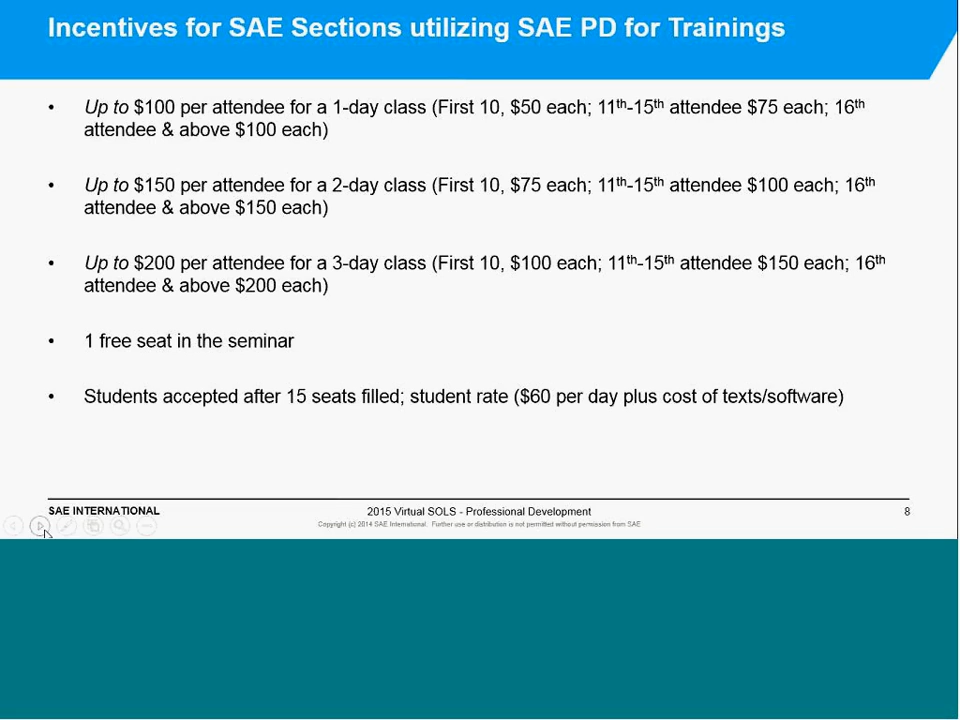 Incentives for SAE Sections utilizing SAE PD for Trainings
• Up to $100 per attendee for a 1-day class (First 10, $50 each; 11th-15th attendee $75 each; 16th
attendee & above $100 each)
• Up to $150 per attendee for a 2-day class (First 10, $75 each; 11th-15th attendee $100 each; 16th
attendee & above $150 each)
• Up to $200 per attendee for a 3-day class (First 10, $100 each; 11th-15th attendee $150 each; 16th
attendee & above $200 each)
• 1 free seat in the seminar
• Students accepted after 15 seats filled; student rate ($60 per day plus cost of texts/software)
SAE INTERNATIONAL
2015 Virtual SOLS - Professional Development
8
Copyright (c) 2014 SAE International. Further use or distribution is not permitted without permission from SAE